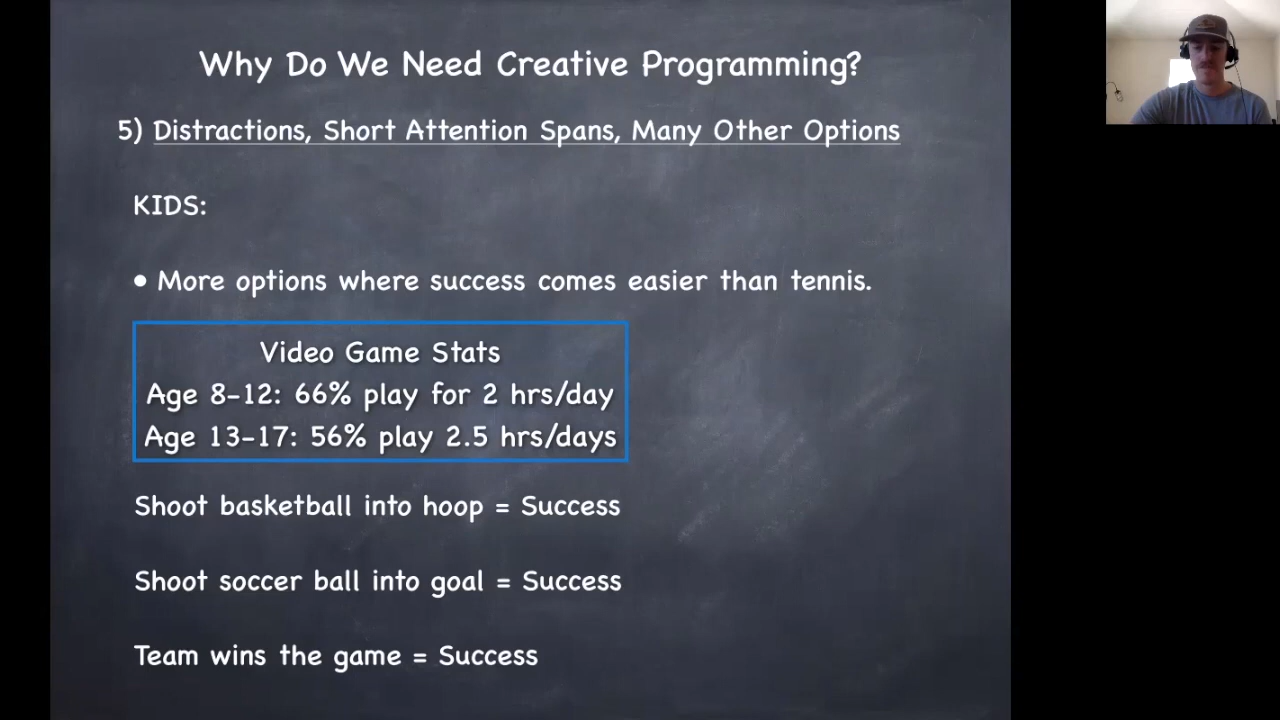 Why Do We Need Creative Programming?
5) Distractions, Short Attention Spans, Many Other Options
KIDS:
• More options where success comes easier than tennis.
Video Game Stats
Age 8-12: 66% play for 2 hrs/day
Age 13-17: 56% play 2.5 hrs/days
Shoot basketball into hoop = Success
Shoot soccer ball into goal = Success
Team wins the game = Success